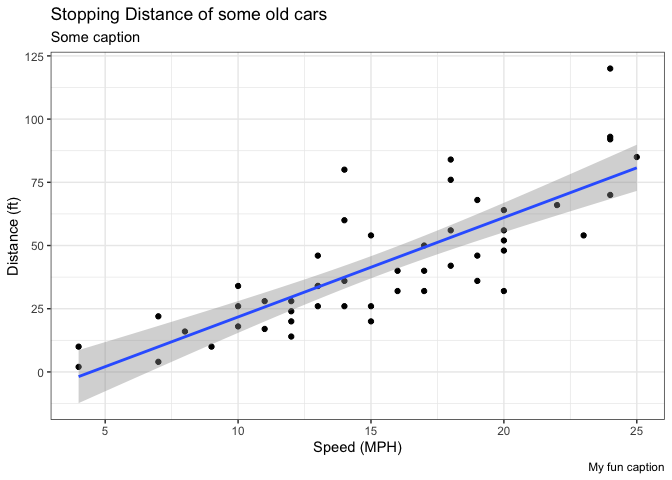 Stopping Distance of some old cars
Some caption
125
100
75
50
25
0
Distance (ft)
5 10 15 20 25
Speed (MPH)
My fun caption